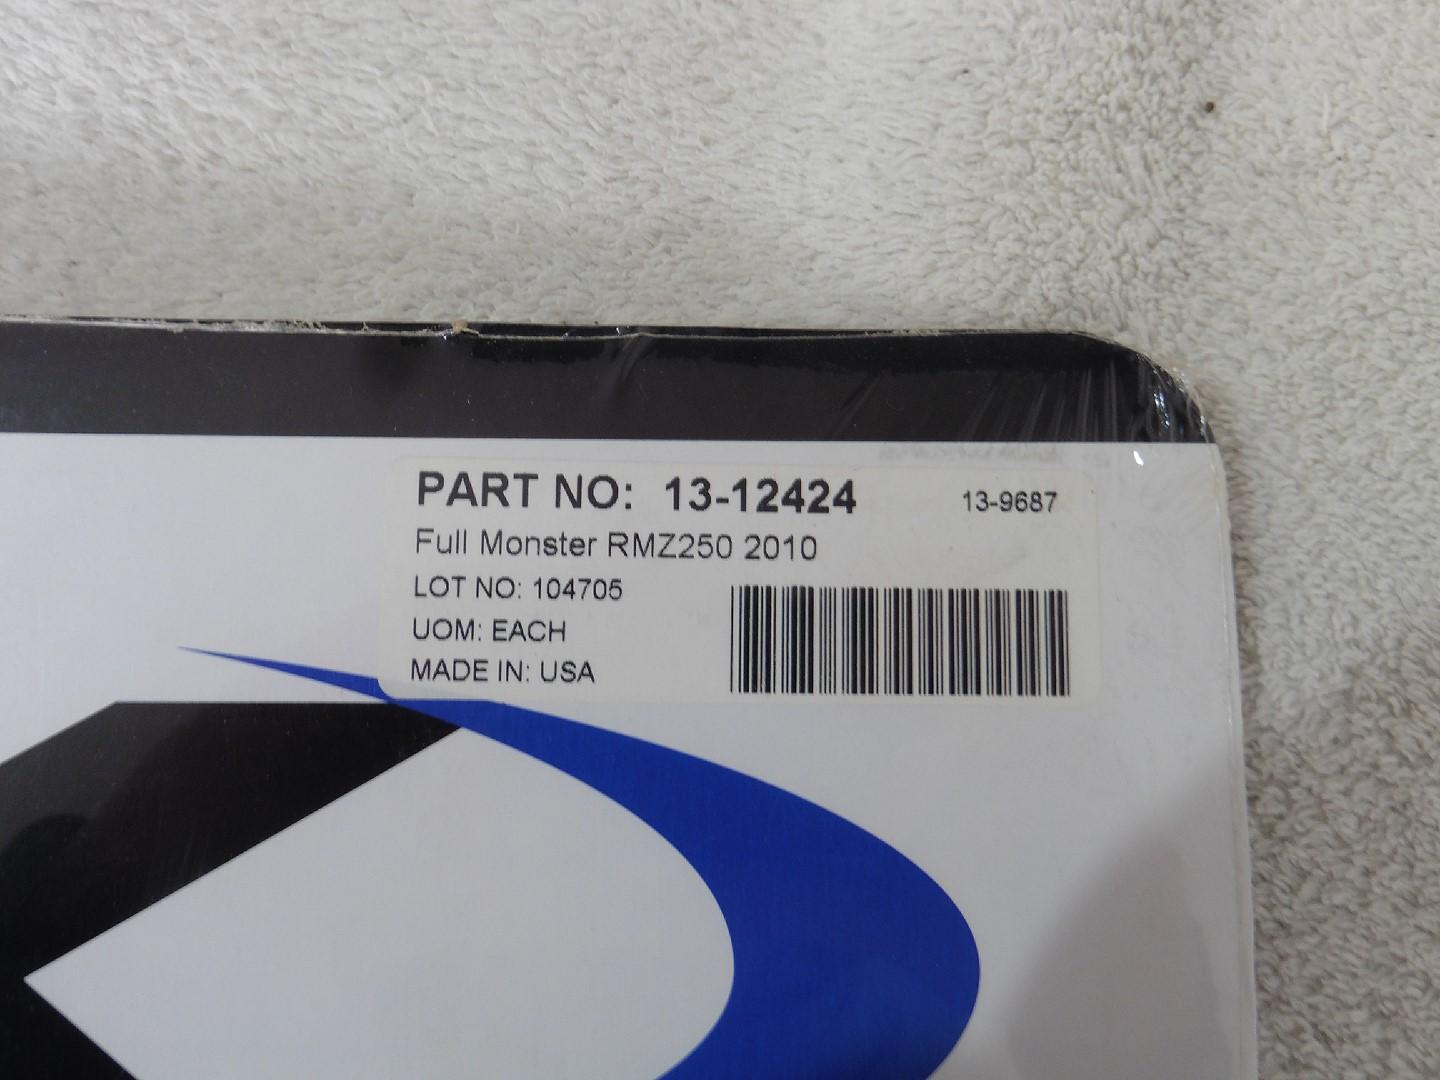 PART NO: 13-12424 13-9687
Full Monster RMZ250 2010
LOT NO: 104705
UOM: EACH
MADE IN: USA